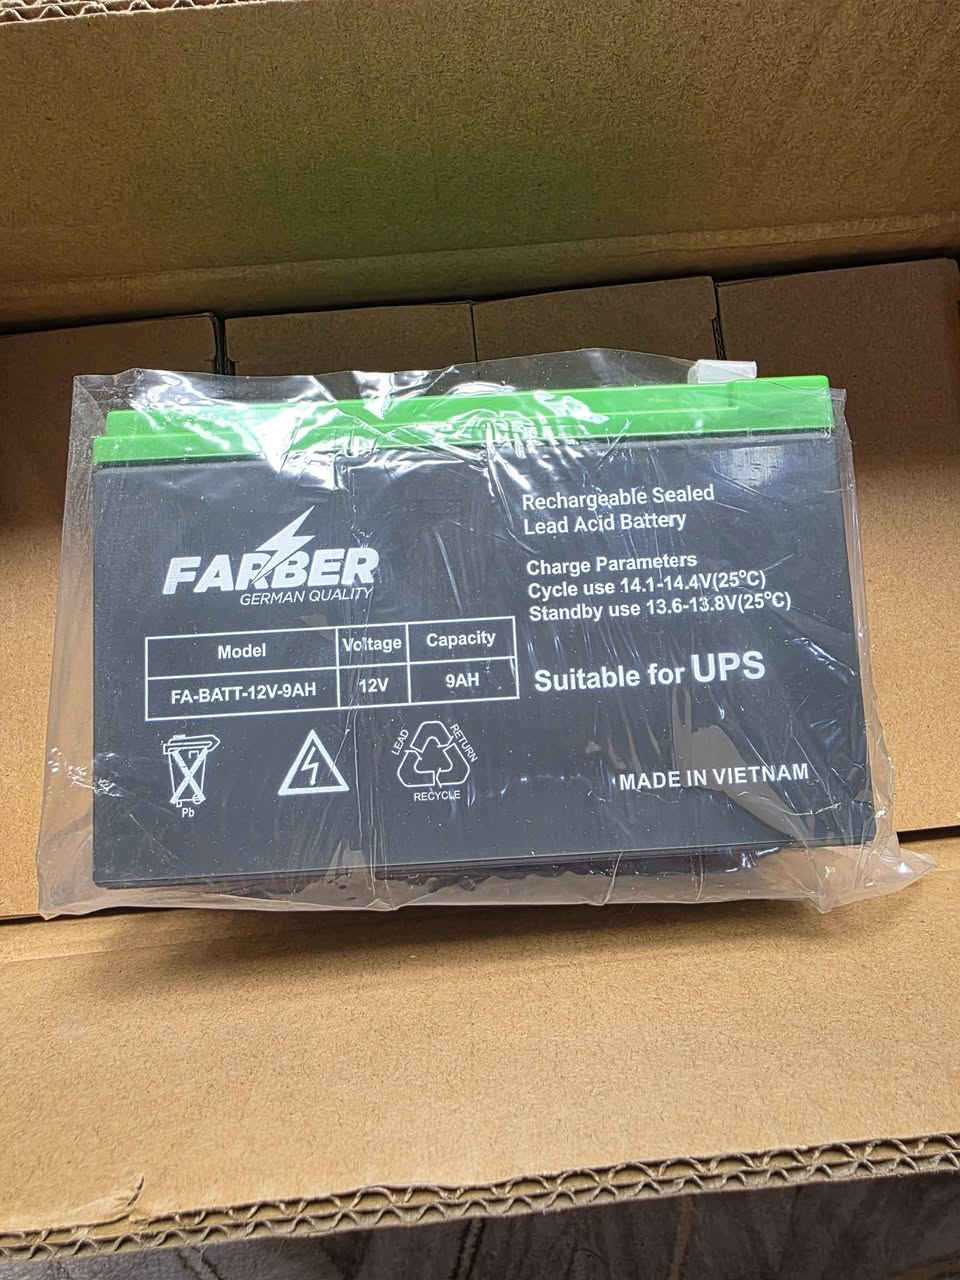 Rechargeable Sealed
Lead Acid Battery
Charge Parameters
Cycle use 14.1-14.4V(25°C)
Standby use 13.6-13.8V(25°C)
FARBER
GERMAN QUALITY
Model Voltage Capacity
FA-BATT-12V-9AH 12V 9AH
Suitable for UPS
Pb
LEAD
RETURN
RECYCLE
MADE IN VIETNAM